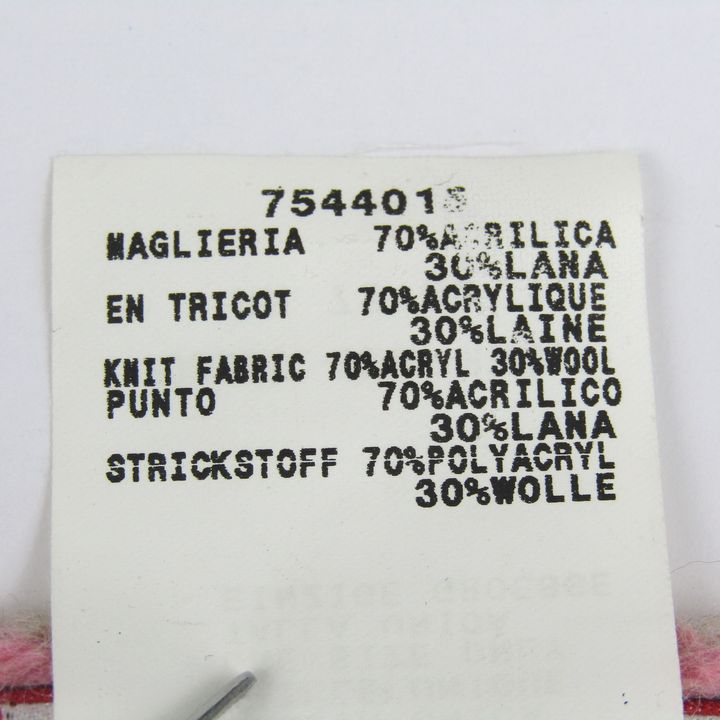 7544015
MAGLIERIA 70%ACRILICA
30%LANA
EN TRICOT 70%ACRYLIQUE
30%LAINE
KNIT FABRIC 70%ACRYL 30%WOOL
PUNTO 70%ACRILICO
30%LANA
STRICKSTOFF 70%POLYACRYL
30%WOLLE